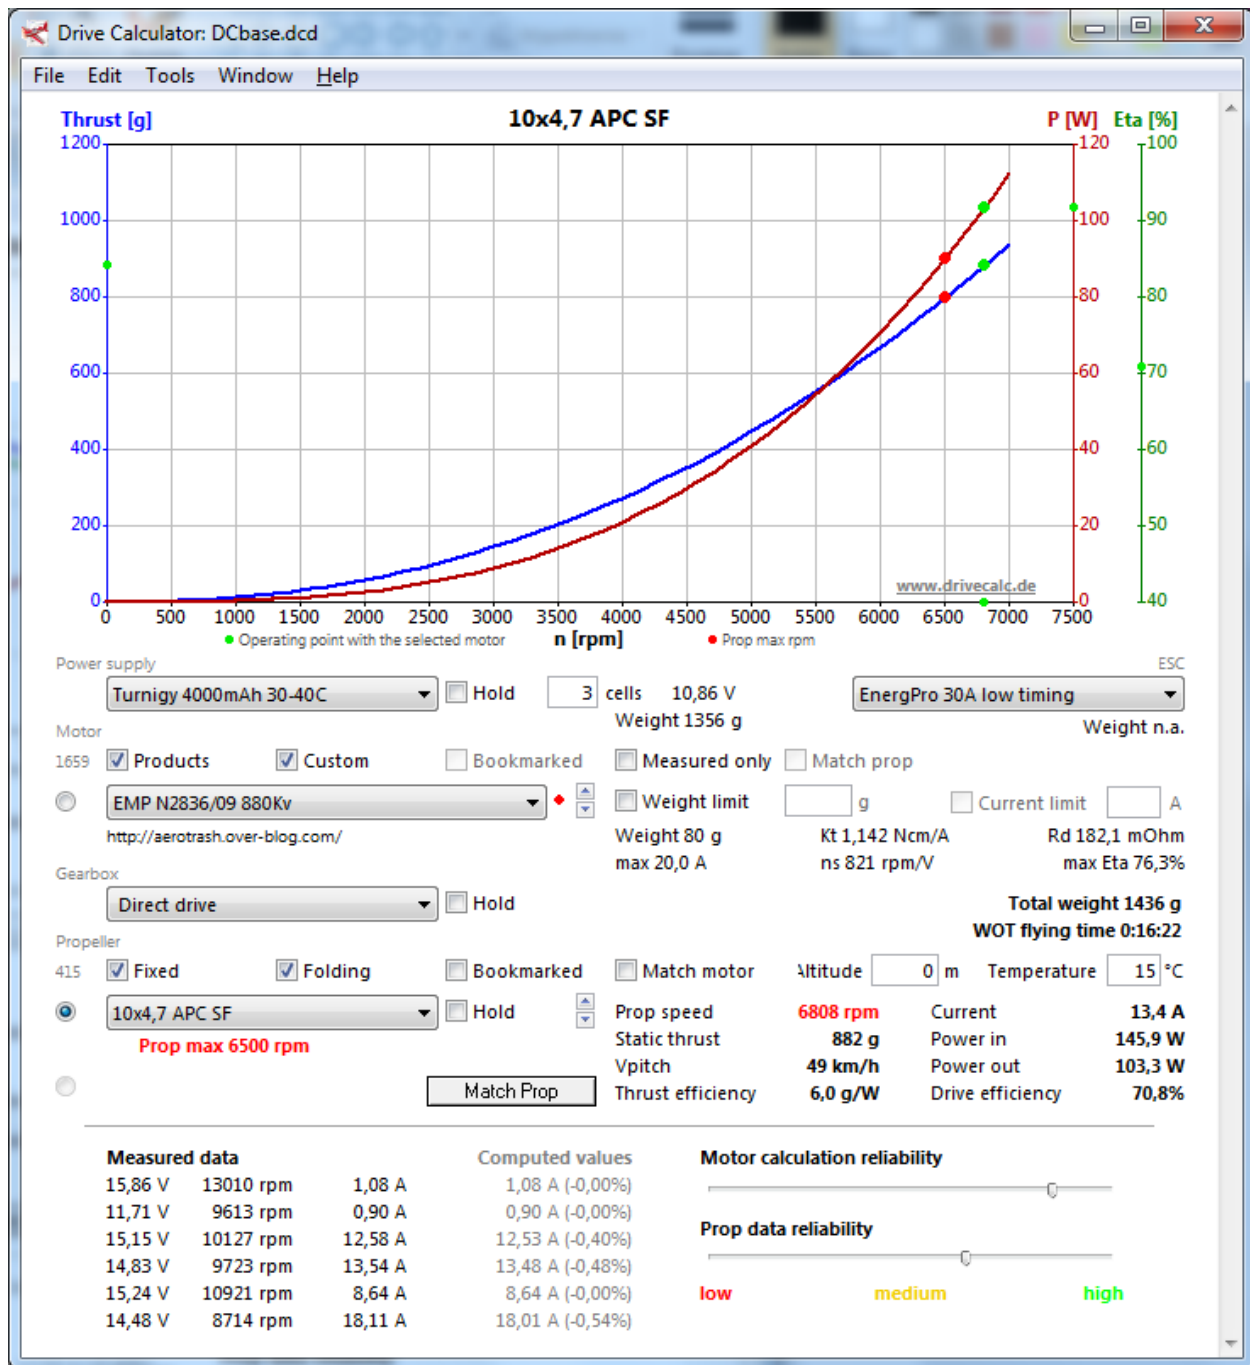 Drive Calculator: DCbase.dcd
File Edit Tools Window Help
Thrust [g] 10x4,7 APC SF P [W] Eta [%]
1200 120 100
1000 100 90
800 80 80
600 60 70
400 40 60
200 20 50
www.drivecalc.de
0 0 40
0 500 1000 1500 2000 2500 3000 3500 4000 4500 5000 5500 6000 6500 7000 7500
Operating point with the selected motor n [rpm] Prop max rpm
Power supply ESC
Turnigy 4000mAh 30-40C Hold 3 cells 10,86 V EnergPro 30A low timing
Weight 1356 g Weight n.a.
Motor
1659 Products Custom Bookmarked Measured only Match prop
EMP N2836/09 880Kv Weight limit g Current limit A
http://aerotrash.over-blog.com/ Weight 80 g Kt 1,142 Ncm/A Rd 182,1 mOhm
max 20,0 A ns 821 rpm/V max Eta 76,3%
Gearbox
Direct drive Hold Total weight 1436 g
WOT flying time 0:16:22
Propeller
415 Fixed Folding Bookmarked Match motor Altitude 0 m Temperature 15 °C
10x4,7 APC SF Hold Prop speed 6808 rpm Current 13,4 A
Prop max 6500 rpm Static thrust 882 g Power in 145,9 W
Vpitch 49 km/h Power out 103,3 W
Match Prop Thrust efficiency 6,0 g/W Drive efficiency 70,8%
Measured data Computed values Motor calculation reliability
15,86 V 13010 rpm 1,08 A 1,08 A (-0,00%)
11,71 V 9613 rpm 0,90 A 0,90 A (-0,00%)
15,15 V 10127 rpm 12,58 A 12,53 A (-0,40%) Prop data reliability
14,83 V 9723 rpm 13,54 A 13,48 A (-0,48%)
15,24 V 10921 rpm 8,64 A 8,64 A (-0,00%) low medium high
14,48 V 8714 rpm 18,11 A 18,01 A (-0,54%)